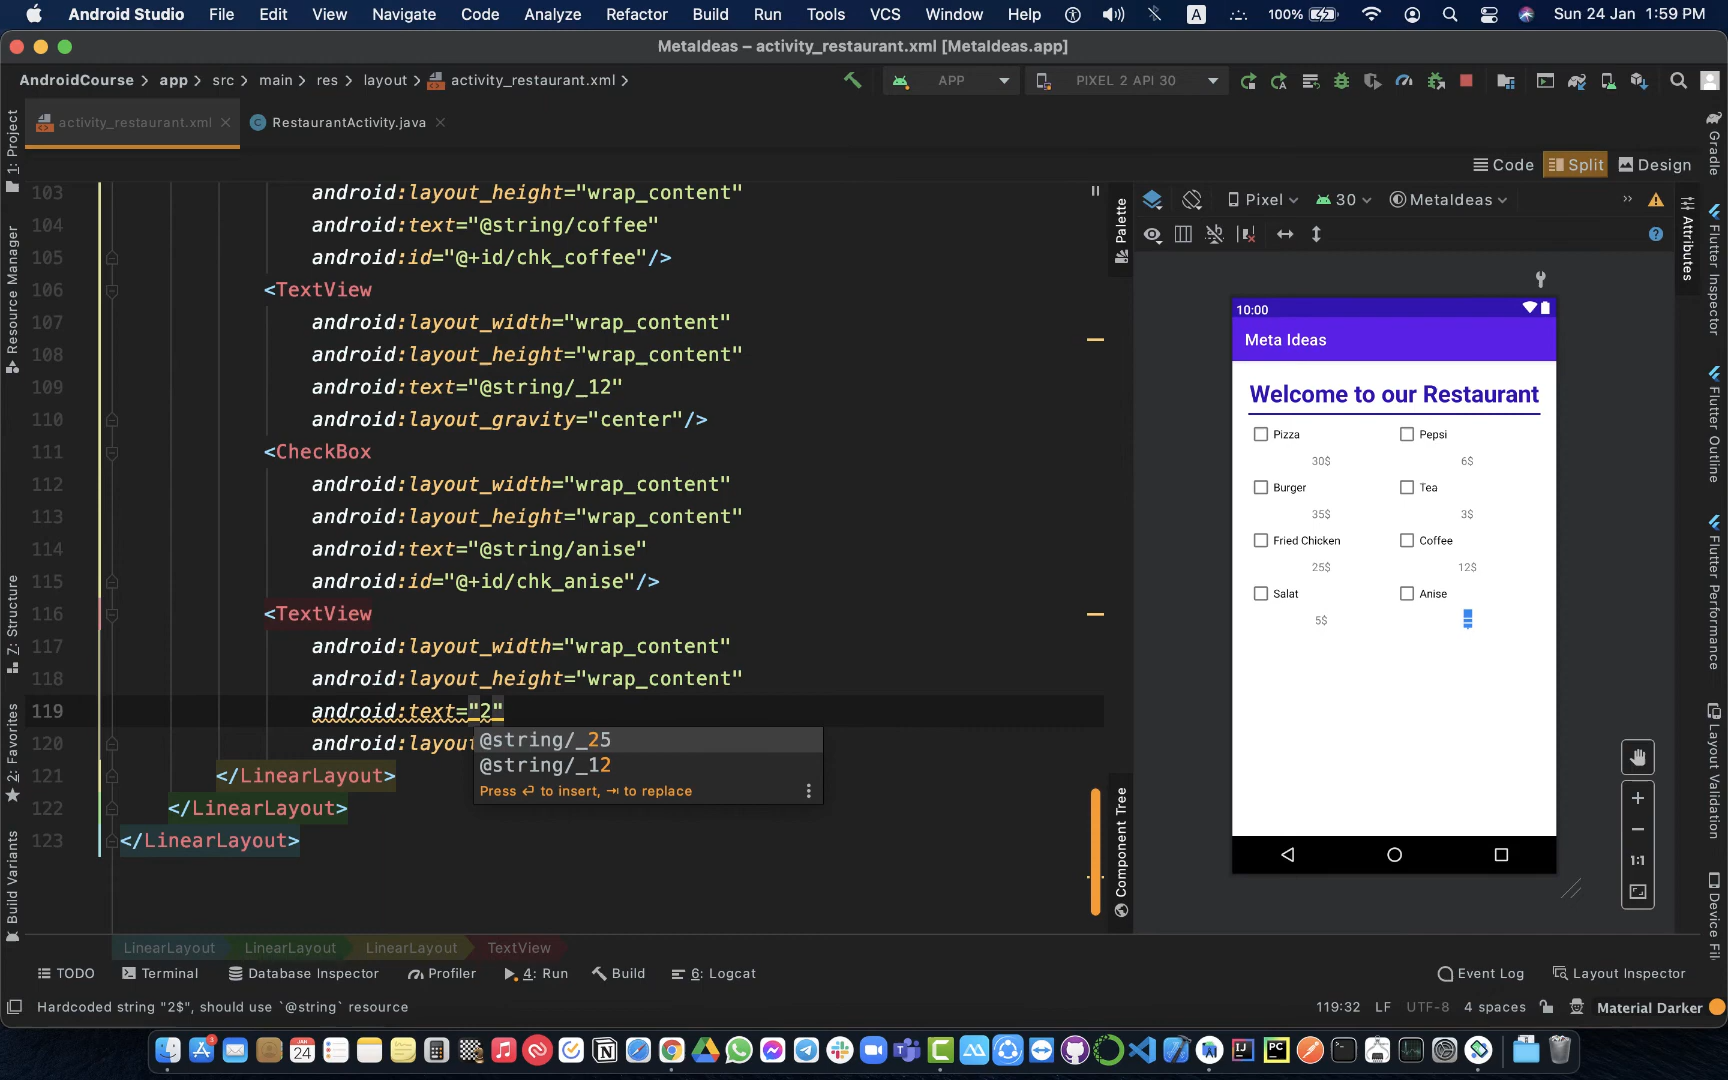 Android Studio File Edit View Navigate Code Analyze Refactor Build Run Tools VCS Window Help A 100% Sun 24 Jan 1:59 PM
MetaIdeas – activity_restaurant.xml [MetaIdeas.app]
AndroidCourse > app > src > main > res > layout > activity_restaurant.xml > APP PIXEL 2 API 30
activity_restaurant.xml RestaurantActivity.java
Code Split Design
1: Project
Resource Manager
Z: Structure
2: Favorites
Build Variants
103 android:layout_height="wrap_content"
104 android:text="@string/coffee"
105 android:id="@+id/chk_coffee"/>
106 <TextView
107 android:layout_width="wrap_content"
108 android:layout_height="wrap_content"
109 android:text="@string/_12"
110 android:layout_gravity="center"/>
111 <CheckBox
112 android:layout_width="wrap_content"
113 android:layout_height="wrap_content"
114 android:text="@string/anise"
115 android:id="@+id/chk_anise"/>
116 <TextView
117 android:layout_width="wrap_content"
118 android:layout_height="wrap_content"
119 android:text="2"
120 android:layou
@string/_25
@string/_12
Press ↩ to insert, ⇥ to replace
121 </LinearLayout>
122 </LinearLayout>
123 </LinearLayout>
Palette
Component Tree
Pixel 30 MetaIdeas
10:00
Meta Ideas
Welcome to our Restaurant
Pizza Pepsi
30$ 6$
Burger Tea
35$ 3$
Fried Chicken Coffee
25$ 12$
Salat Anise
5$
1:1
Attributes
Gradle
Flutter Inspector
Flutter Outline
Flutter Performance
Layout Validation
Device Fil
LinearLayout LinearLayout LinearLayout TextView
TODO Terminal Database Inspector Profiler 4: Run Build 6: Logcat Event Log Layout Inspector
Hardcoded string "2$", should use `@string` resource 119:32 LF UTF-8 4 spaces Material Darker
JAN
24
PC